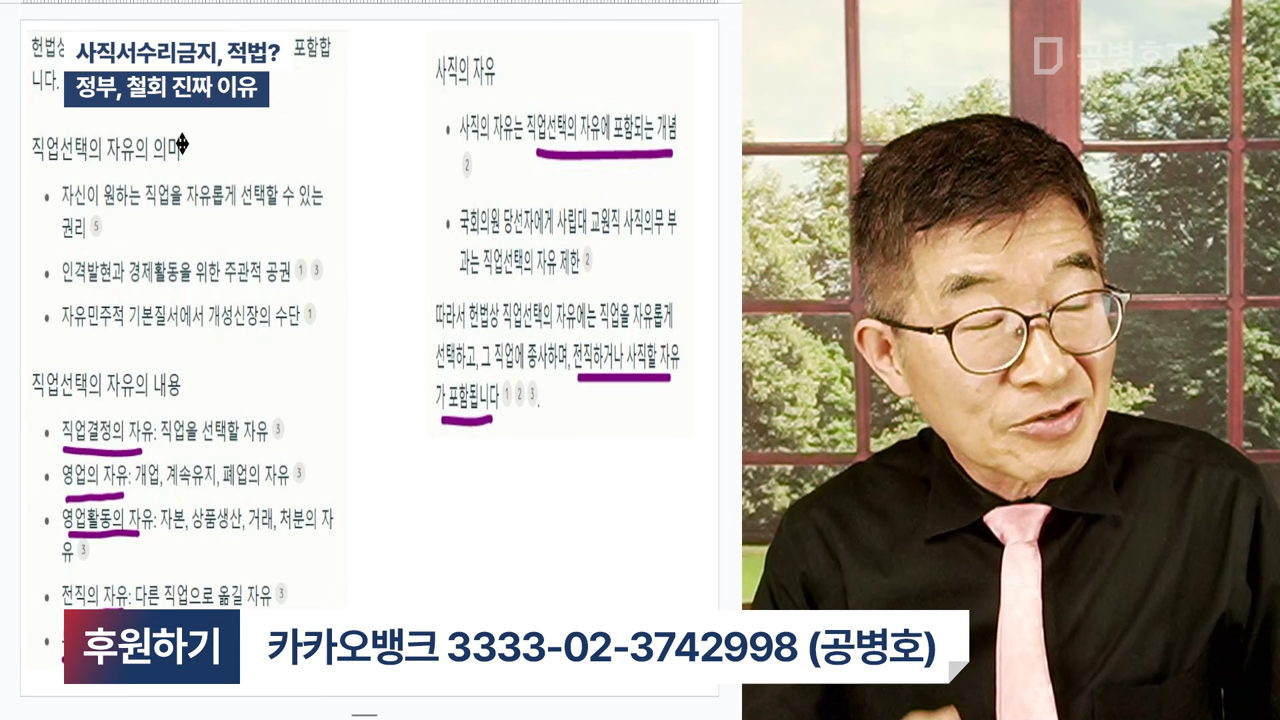 헌법상
포함합
니다.
사직서수리금지, 적법?
정부, 철회 진짜 이유
직업선택의 자유의 의미
• 자신이 원하는 직업을 자유롭게 선택할 수 있는
권리 5
• 인격발현과 경제활동을 위한 주관적 공권 1 3
• 자유민주적 기본질서에서 개성신장의 수단 1
직업선택의 자유의 내용
• 직업결정의 자유: 직업을 선택할 자유 3
• 영업의 자유: 개업, 계속유지, 폐업의 자유 3
• 영업활동의 자유: 자본, 상품생산, 거래, 처분의 자
유 3
• 전직의 자유: 다른 직업으로 옮길 자유 3
사직의 자유
• 사직의 자유는 직업선택의 자유에 포함되는 개념
2
• 국회의원 당선자에게 사립대 교원직 사직의무 부
과는 직업선택의 자유 제한 2
따라서 헌법상 직업선택의 자유에는 직업을 자유롭게
선택하고, 그 직업에 종사하며, 전직하거나 사직할 자유
가 포함됩니다 1 2 3 .
공병호TV
후원하기
카카오뱅크 3333-02-3742998 (공병호)